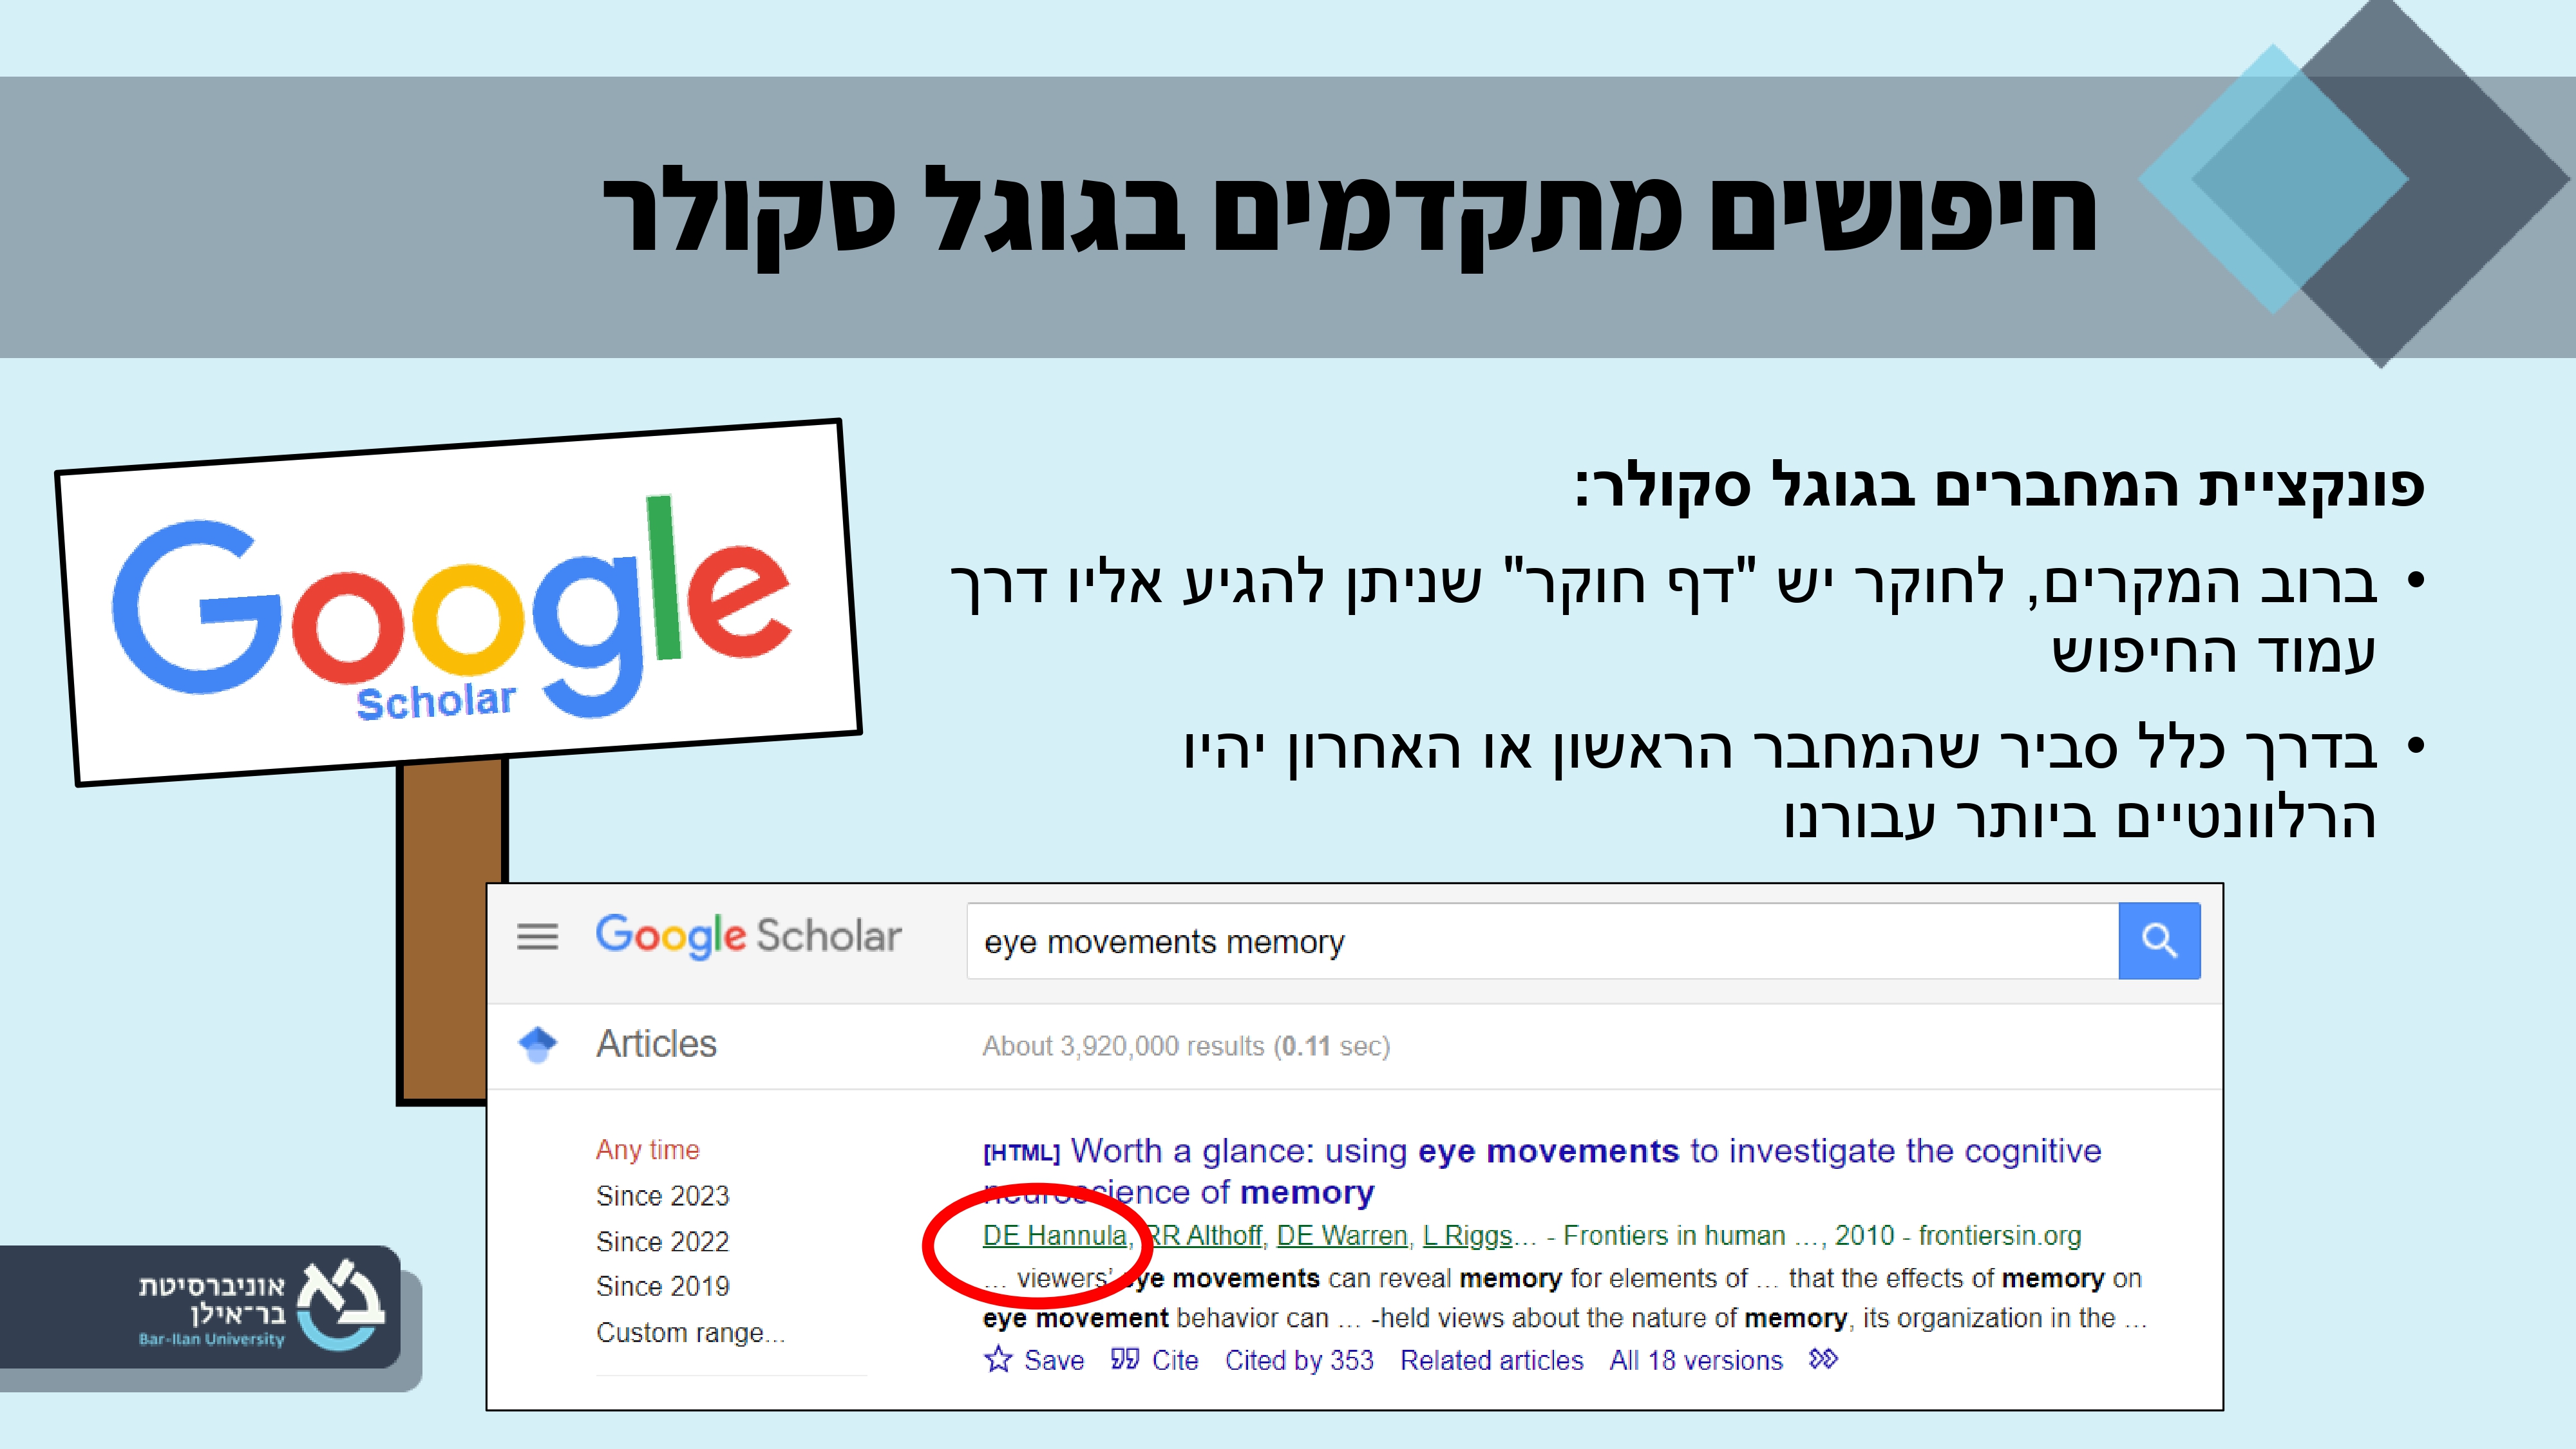 חיפושים מתקדמים בגוגל סקולר
Google
Scholar
פונקציית המחברים בגוגל סקולר:
• ברוב המקרים, לחוקר יש "דף חוקר" שניתן להגיע אליו דרך
עמוד החיפוש
• בדרך כלל סביר שהמחבר הראשון או האחרון יהיו
הרלוונטיים ביותר עבורנו
Google Scholar
eye movements memory
Articles
About 3,920,000 results (0.11 sec)
Any time
Since 2023
Since 2022
Since 2019
Custom range...
[HTML] Worth a glance: using eye movements to investigate the cognitive
neuroscience of memory
DE Hannula, RR Althoff, DE Warren, L Riggs… - Frontiers in human …, 2010 - frontiersin.org
… viewers' eye movements can reveal memory for elements of … that the effects of memory on
eye movement behavior can … -held views about the nature of memory, its organization in the …
Save Cite Cited by 353 Related articles All 18 versions
אוניברסיטת
בר־אילן
Bar-Ilan University